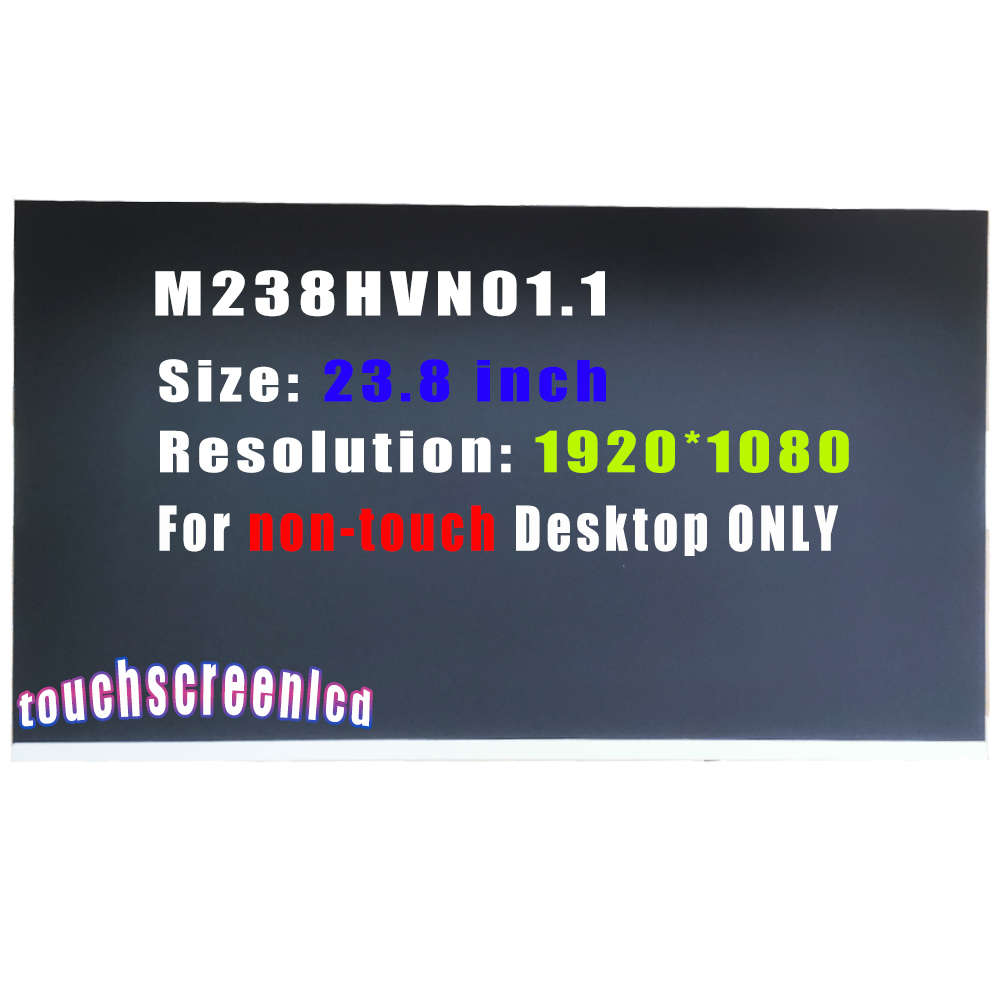 M238HVN01.1
Size: 23.8 inch
Resolution: 1920*1080
For non-touch Desktop ONLY
touchscreenlcd